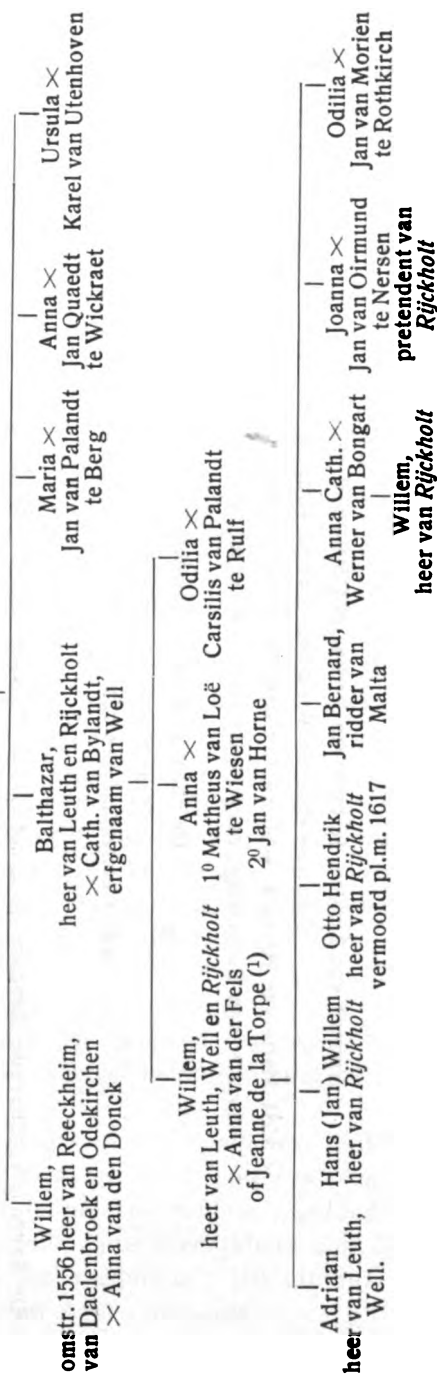 Willem,
omstr. 1556 heer van Reeckheim,
van Daelenbroek en Odekirchen
× Anna van den Donck
Balthazar,
heer van Leuth en Rijckholt
× Cath. van Bylandt,
erfgenaam van Well
Maria ×
Jan van Palandt
te Berg
Anna ×
Jan Quaedt
te Wickraet
Ursula ×
Karel van Utenhoven
Willem,
heer van Leuth, Well en Rijckholt
× Anna van der Fels
of Jeanne de la Torpe (¹)
Anna ×
1⁰ Matheus van Loë
te Wiesen
2⁰ Jan van Horne
Odilia ×
Carsilis van Palandt
te Rulf
Adriaan
heer van Leuth,
Well.
Hans (Jan) Willem
heer van Rijckholt
Otto Hendrik
heer van Rijckholt
vermoord pl.m. 1617
Jan Bernard,
ridder van
Malta
Anna Cath. ×
Werner van Bongart
Willem,
heer van Rijckholt
Joanna ×
Jan van Oirmund
te Nersen
pretendent van
Rijckholt
Odilia ×
Jan van Morien
te Rothkirch